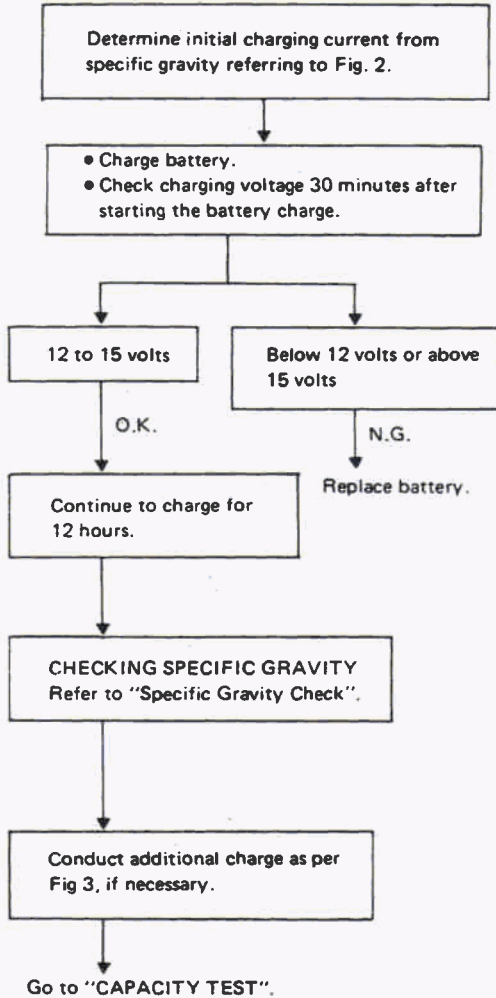 Determine initial charging current from
specific gravity referring to Fig. 2.
• Charge battery.
• Check charging voltage 30 minutes after
starting the battery charge.
12 to 15 volts
Below 12 volts or above
15 volts
O.K.
N.G.
Replace battery.
Continue to charge for
12 hours.
CHECKING SPECIFIC GRAVITY
Refer to "Specific Gravity Check".
Conduct additional charge as per
Fig 3, if necessary.
Go to "CAPACITY TEST".